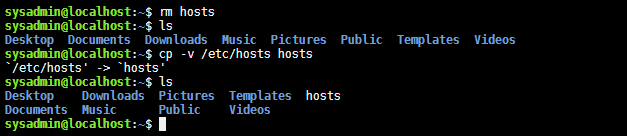 sysadmin@localhost:~$ rm hosts
sysadmin@localhost:~$ ls
Desktop  Documents  Downloads  Music  Pictures  Public  Templates  Videos
sysadmin@localhost:~$ cp -v /etc/hosts hosts
`/etc/hosts' -> `hosts'
sysadmin@localhost:~$ ls
Desktop    Downloads  Pictures  Templates  hosts
Documents  Music      Public    Videos
sysadmin@localhost:~$